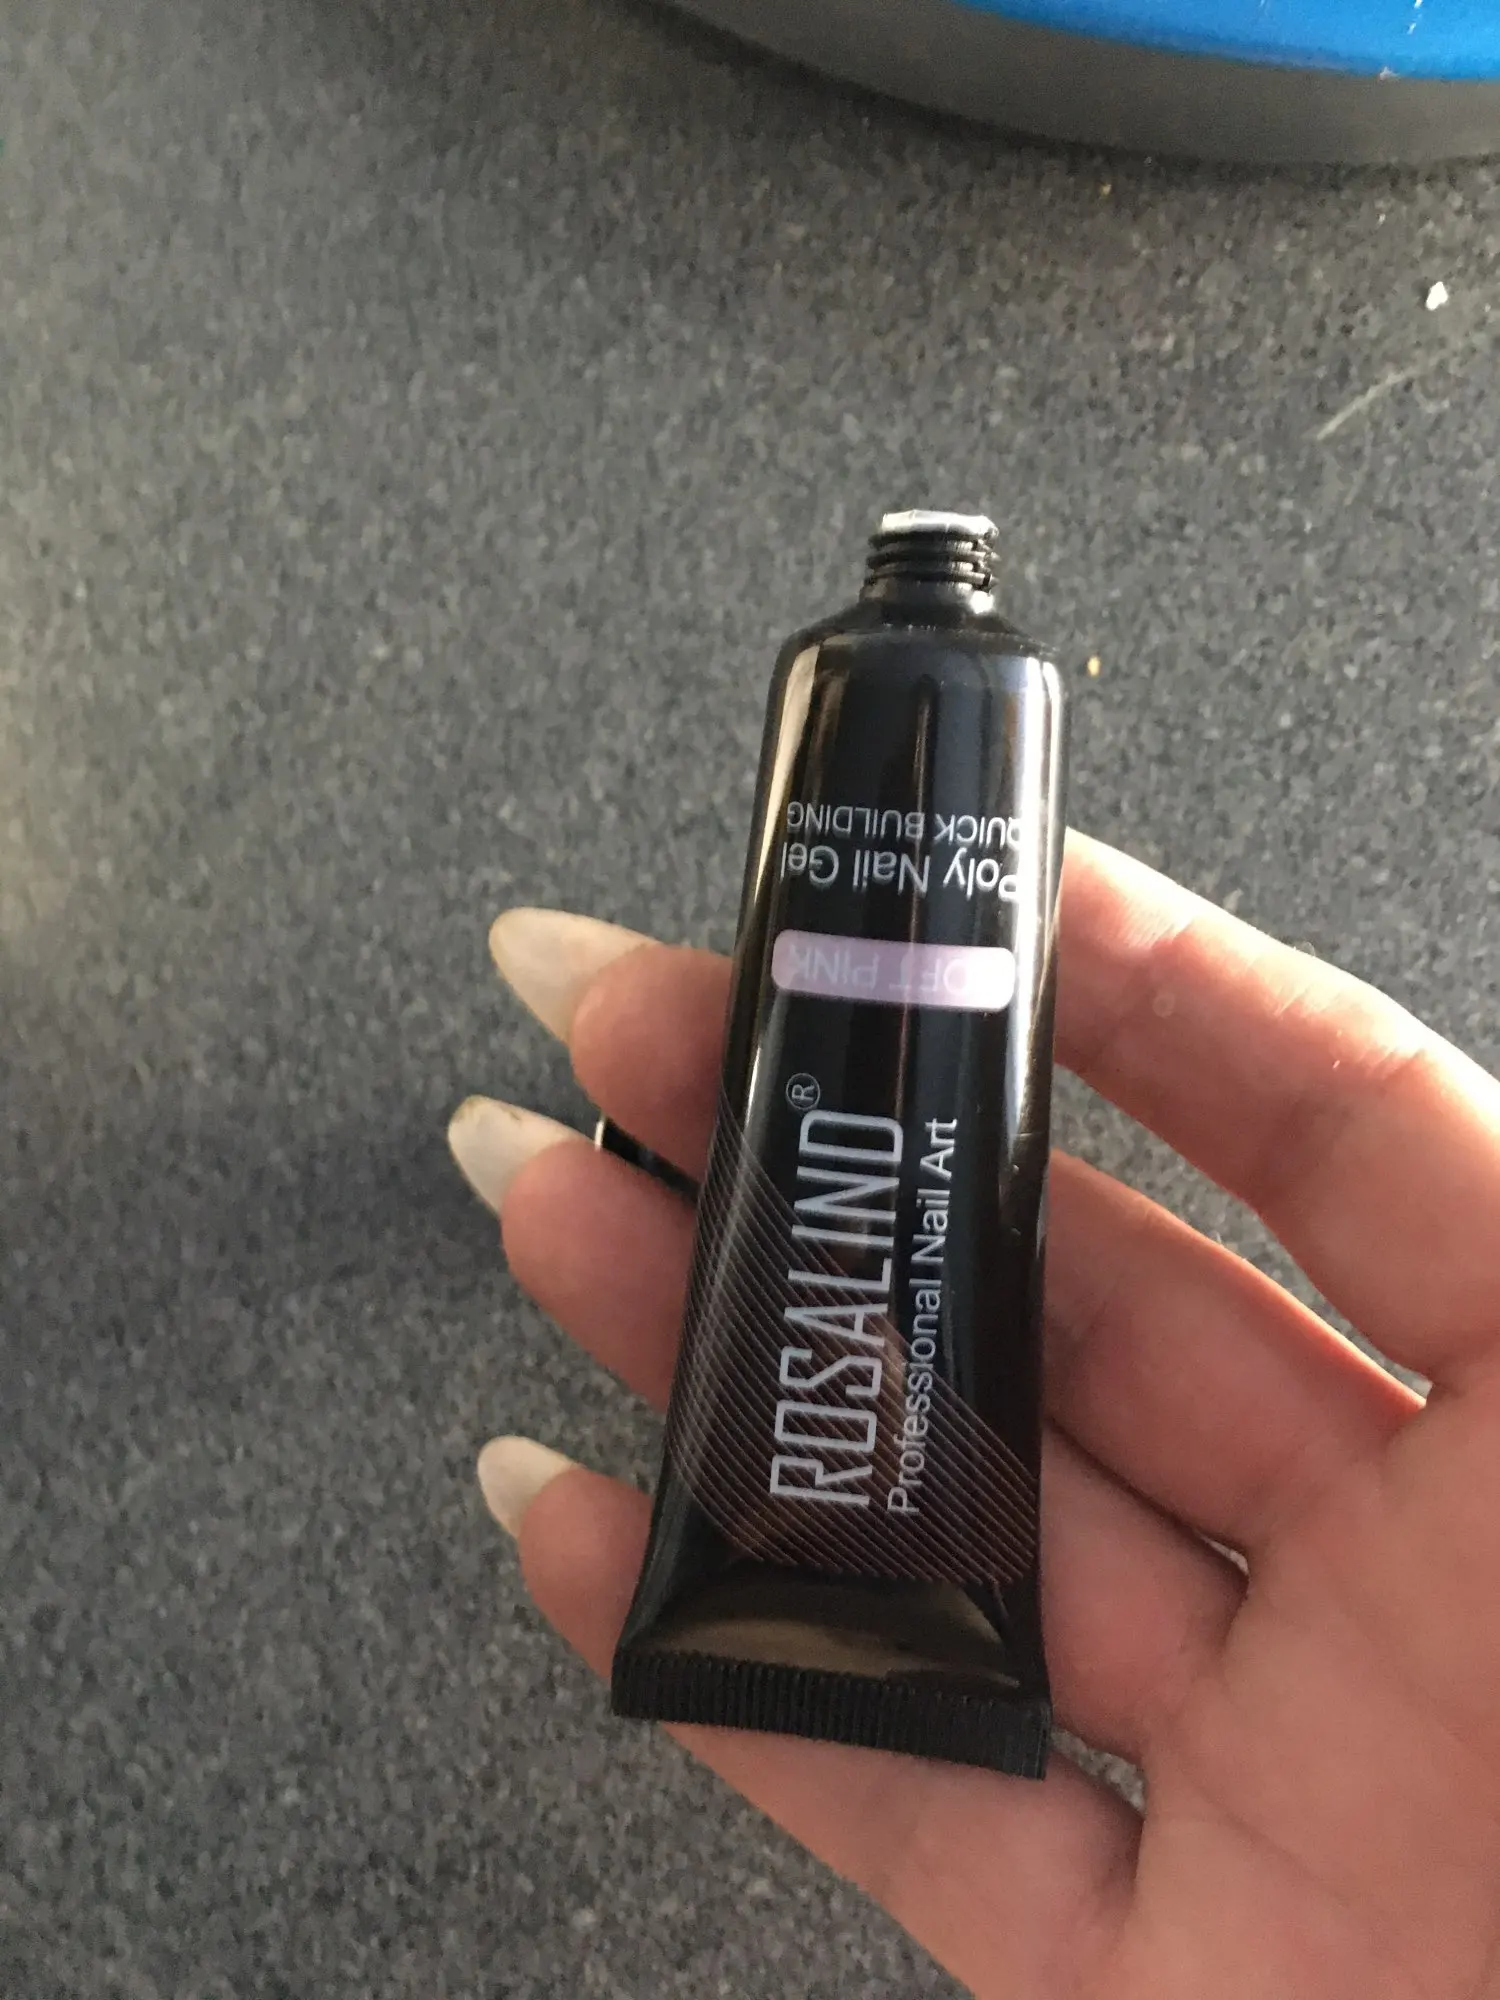 ROSALIND®
Professional Nail Art
SOFT PINK
Poly Nail Gel
QUICK BUILDING